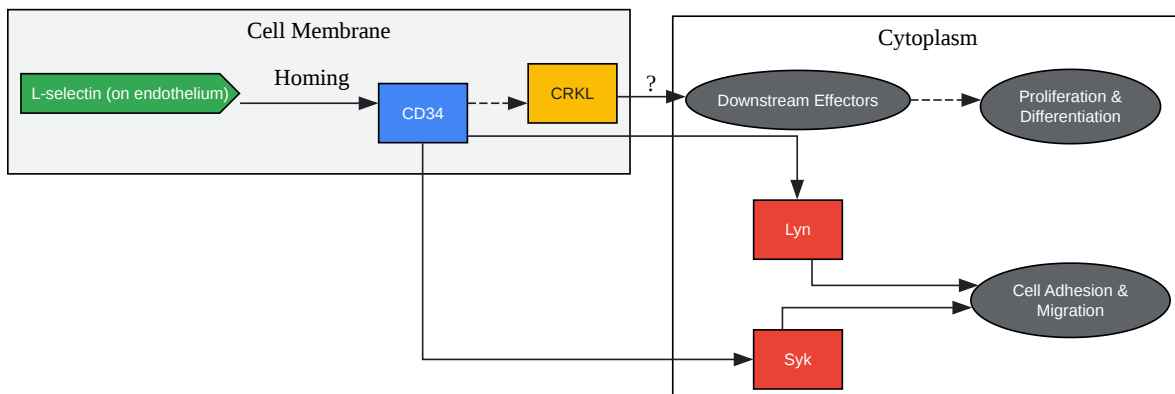 Cell Membrane
Cytoplasm
Homing
?
L-selectin (on endothelium)
CD34
CRKL
Downstream Effectors
Proliferation &
Differentiation
Lyn
Cell Adhesion &
Migration
Syk